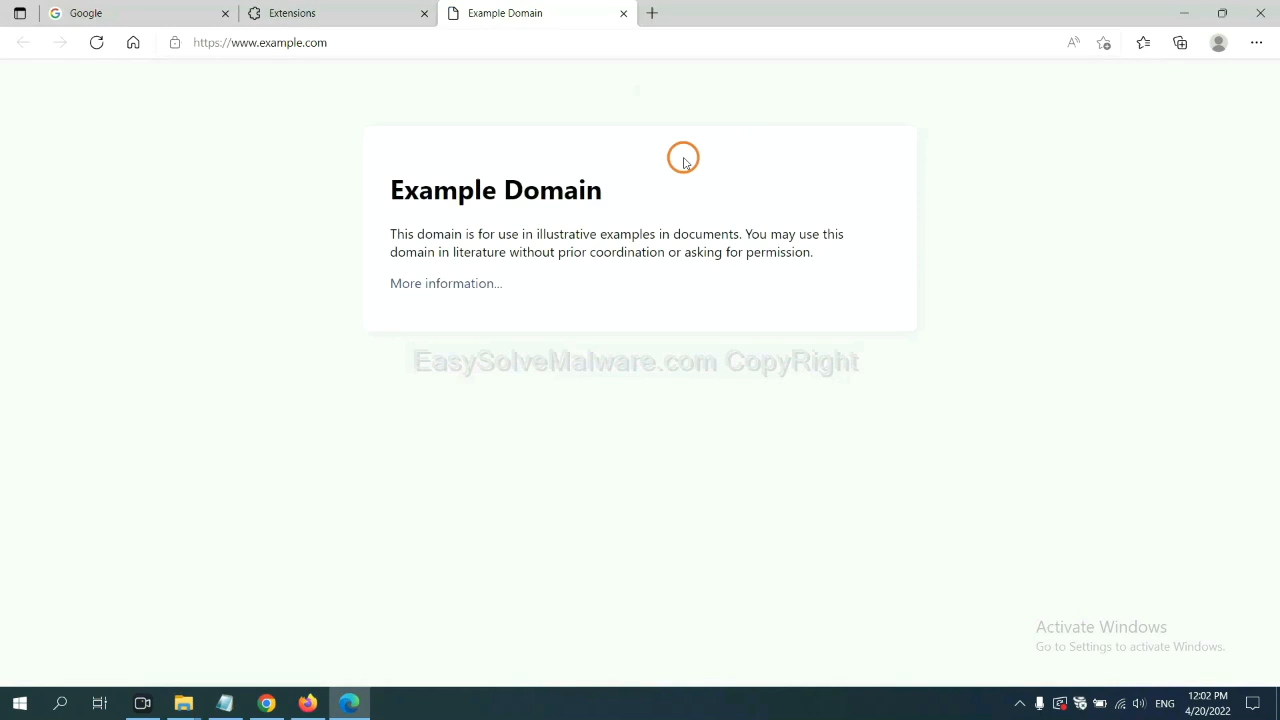 Google
Extensions
Example Domain
https://www.example.com
Example Domain
This domain is for use in illustrative examples in documents. You may use this
domain in literature without prior coordination or asking for permission.
More information...
EasySolveMalware.com CopyRight
Activate Windows
Go to Settings to activate Windows.
ENG
12:02 PM
4/20/2022